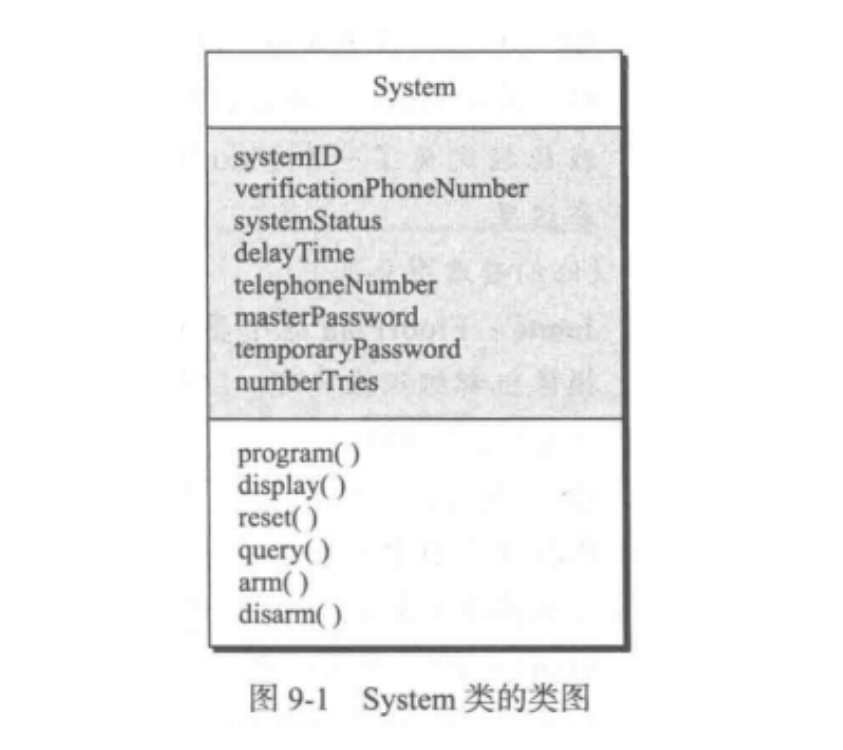 System
systemID
verificationPhoneNumber
systemStatus
delayTime
telephoneNumber
masterPassword
temporaryPassword
numberTries
program( )
display( )
reset( )
query( )
arm( )
disarm( )
图 9-1 System 类的类图